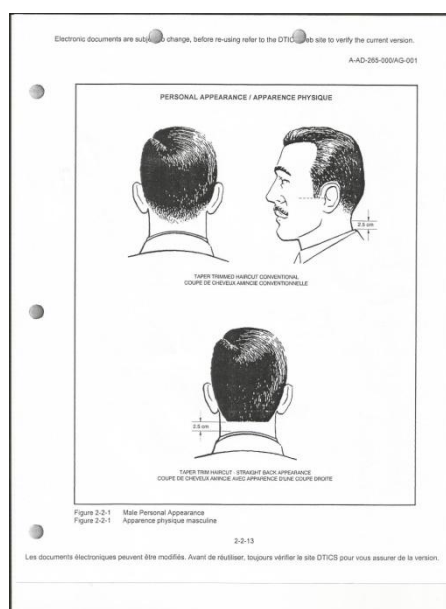 Electronic documents are subject to change, before re-using refer to the DTICS web site to verify the current version.
A-AD-265-000/AG-001
PERSONAL APPEARANCE / APPARENCE PHYSIQUE
2.5 cm
TAPER TRIMMED HAIRCUT CONVENTIONAL
COUPE DE CHEVEUX AMINCIE CONVENTIONNELLE
2.5 cm
TAPER TRIM HAIRCUT - STRAIGHT BACK APPEARANCE
COUPE DE CHEVEUX AMINCIE AVEC APPARENCE D'UNE COUPE DROITE
Figure 2-2-1 Male Personal Appearance
Figure 2-2-1 Apparence physique masculine
2-2-13
Les documents électroniques peuvent être modifiés. Avant de réutiliser, toujours vérifier le site DTICS pour vous assurer de la version.